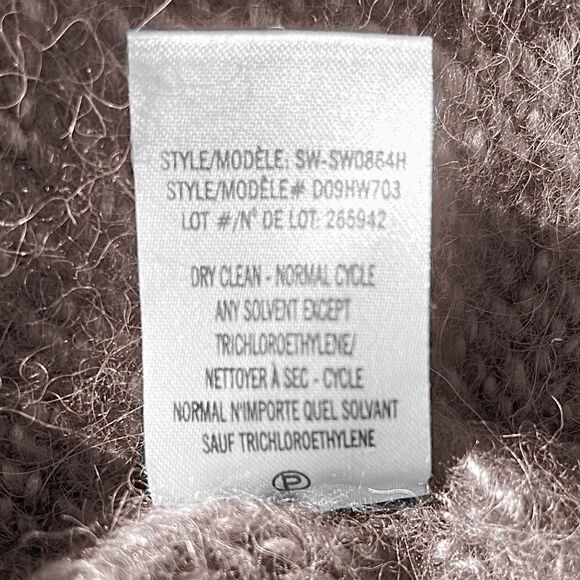 STYLE/MODÈLE: SW-SW0864H
STYLE/MODÈLE# D09HW703
LOT #/N° DE LOT: 265942
DRY CLEAN - NORMAL CYCLE
ANY SOLVENT EXCEPT
TRICHLOROETHYLENE/
NETTOYER À SEC - CYCLE
NORMAL N'IMPORTE QUEL SOLVANT
SAUF TRICHLOROETHYLENE
P